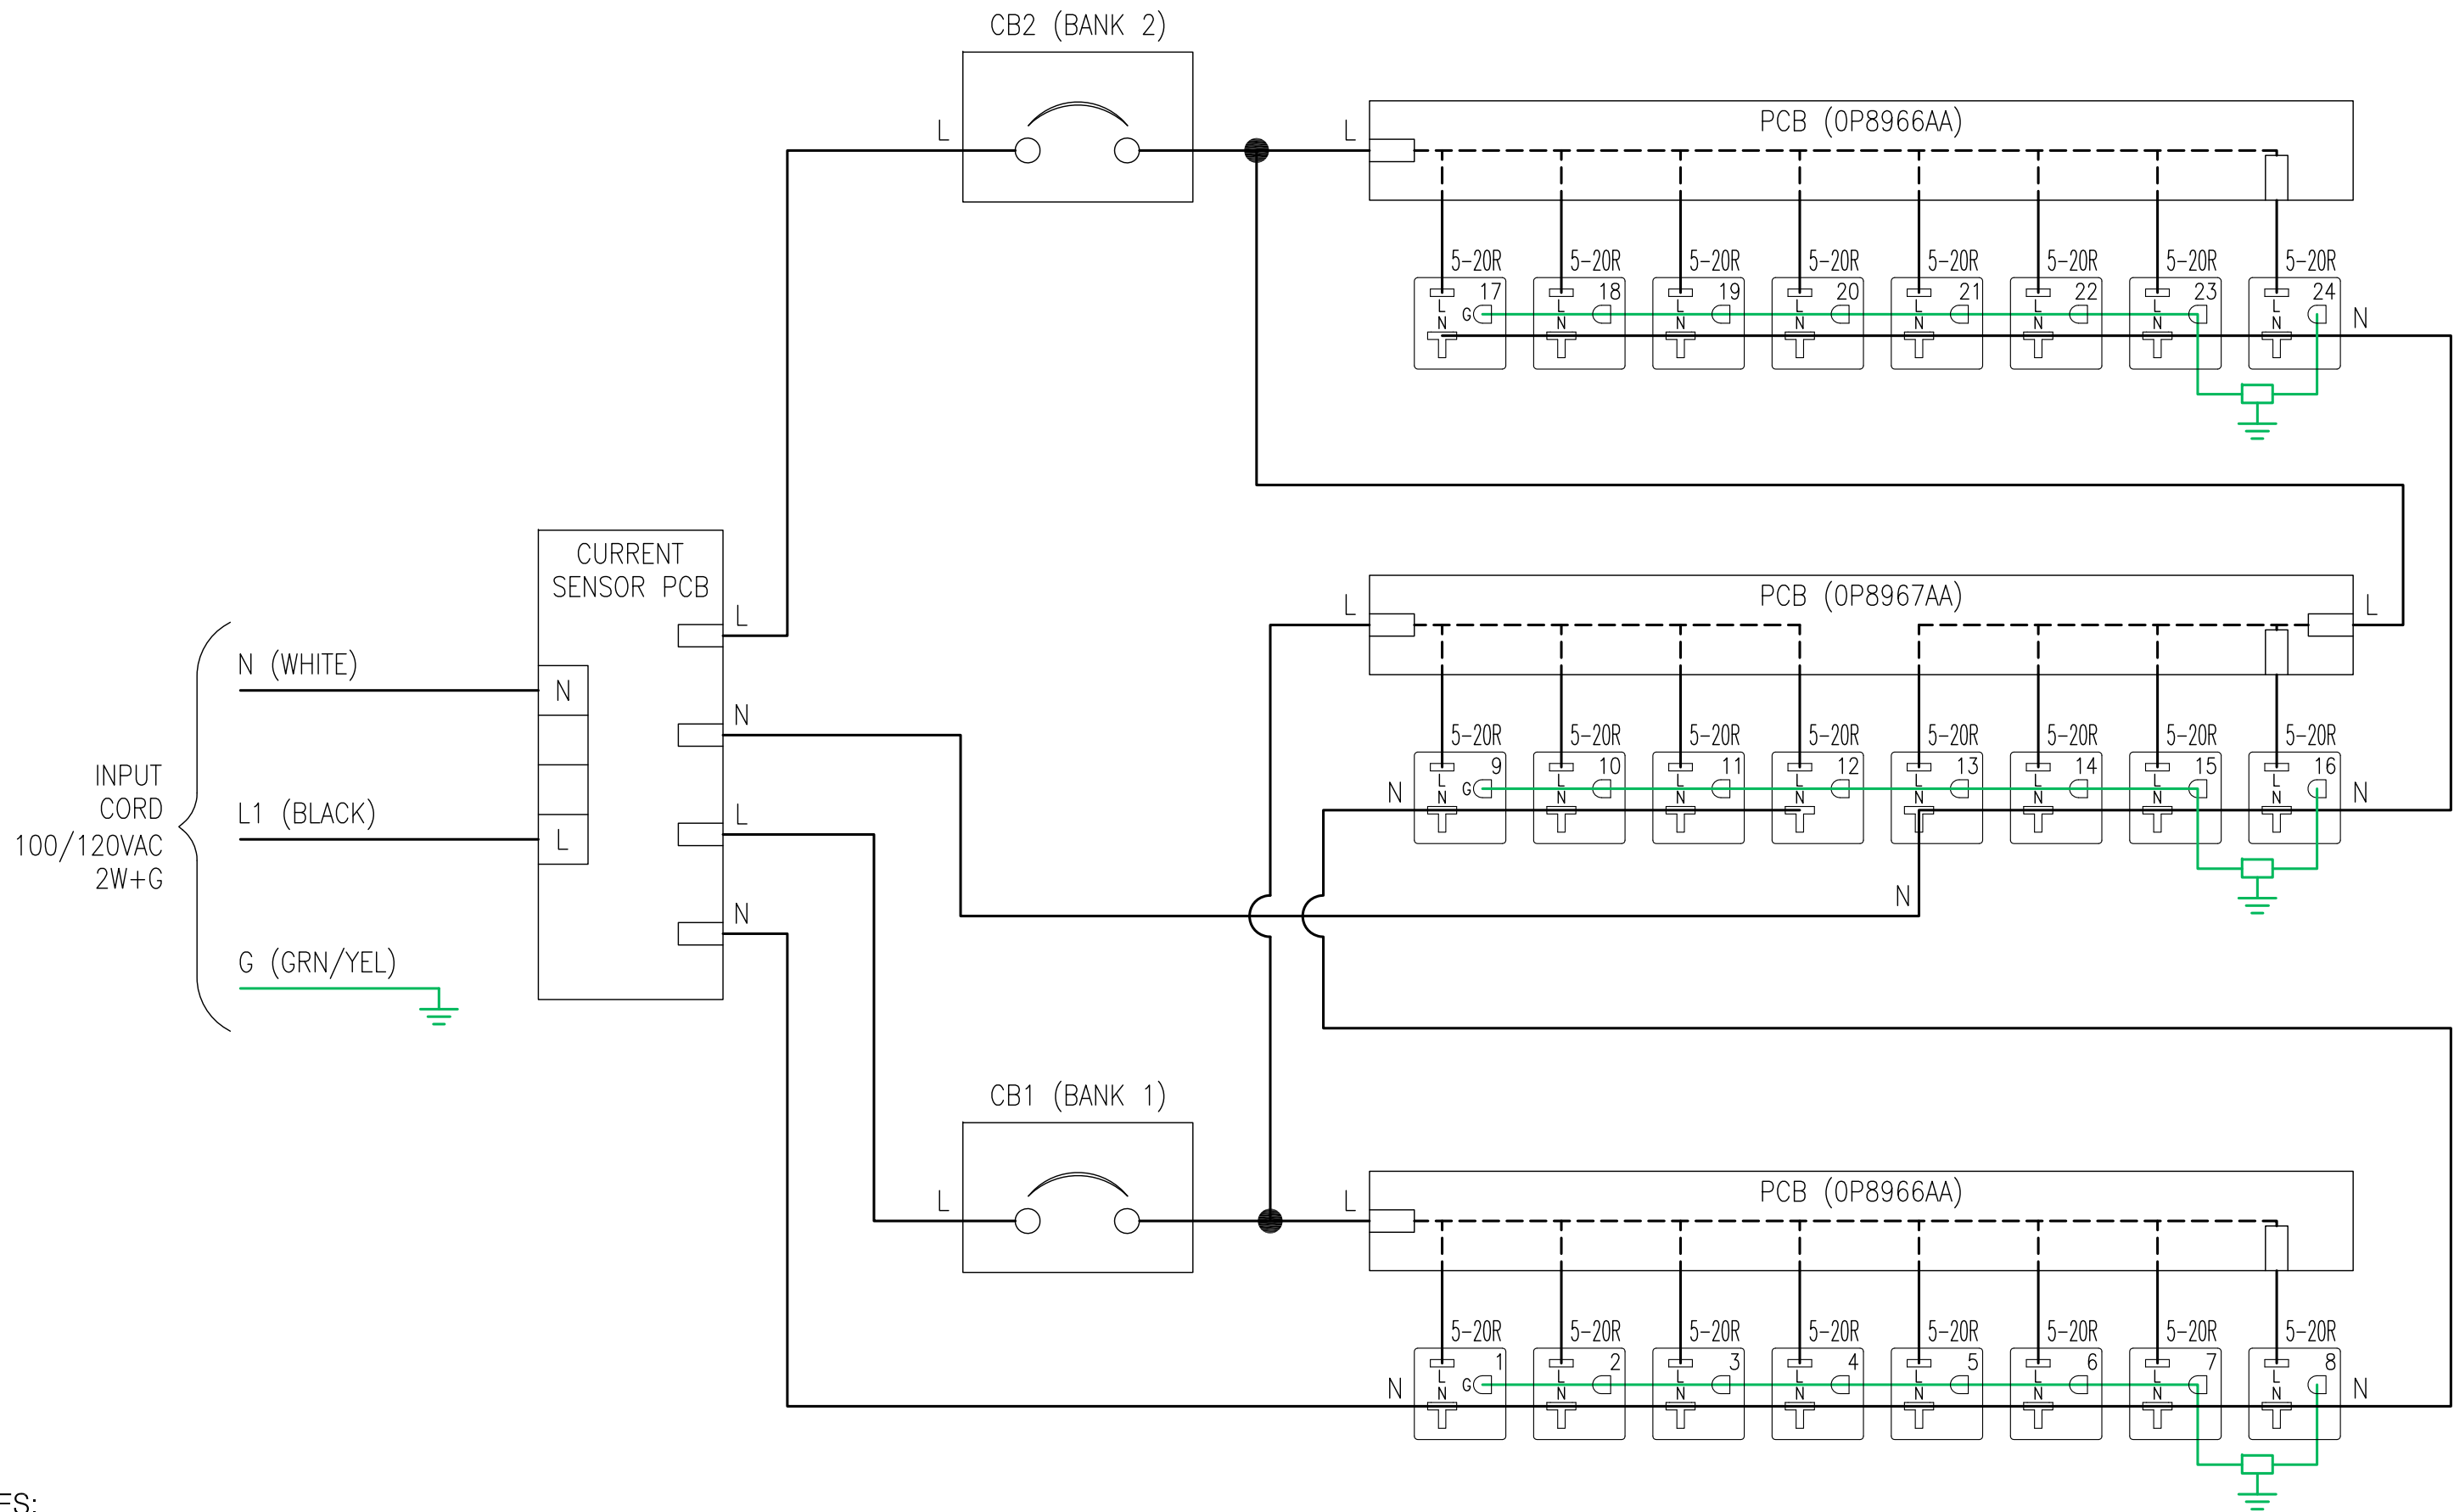 CB2 (BANK 2)
L
L
PCB (0P8966AA)
5-20R 5-20R 5-20R 5-20R 5-20R 5-20R 5-20R 5-20R
17 18 19 20 21 22 23 24
L L L L L L L L
G
N N N N N N N N
N
CURRENT
SENSOR PCB
L
N
L
N
N
L
INPUT
CORD
100/120VAC
2W+G
N (WHITE)
L1 (BLACK)
G (GRN/YEL)
L
PCB (0P8967AA)
L
5-20R 5-20R 5-20R 5-20R 5-20R 5-20R 5-20R 5-20R
9 10 11 12 13 14 15 16
L L L L L L L L
G
N
N N N N N N N N
N
N
CB1 (BANK 1)
L
L
PCB (0P8966AA)
5-20R 5-20R 5-20R 5-20R 5-20R 5-20R 5-20R 5-20R
1 2 3 4 5 6 7 8
L L L L L L L L
G
N
N N N N N N N N
N
ES: